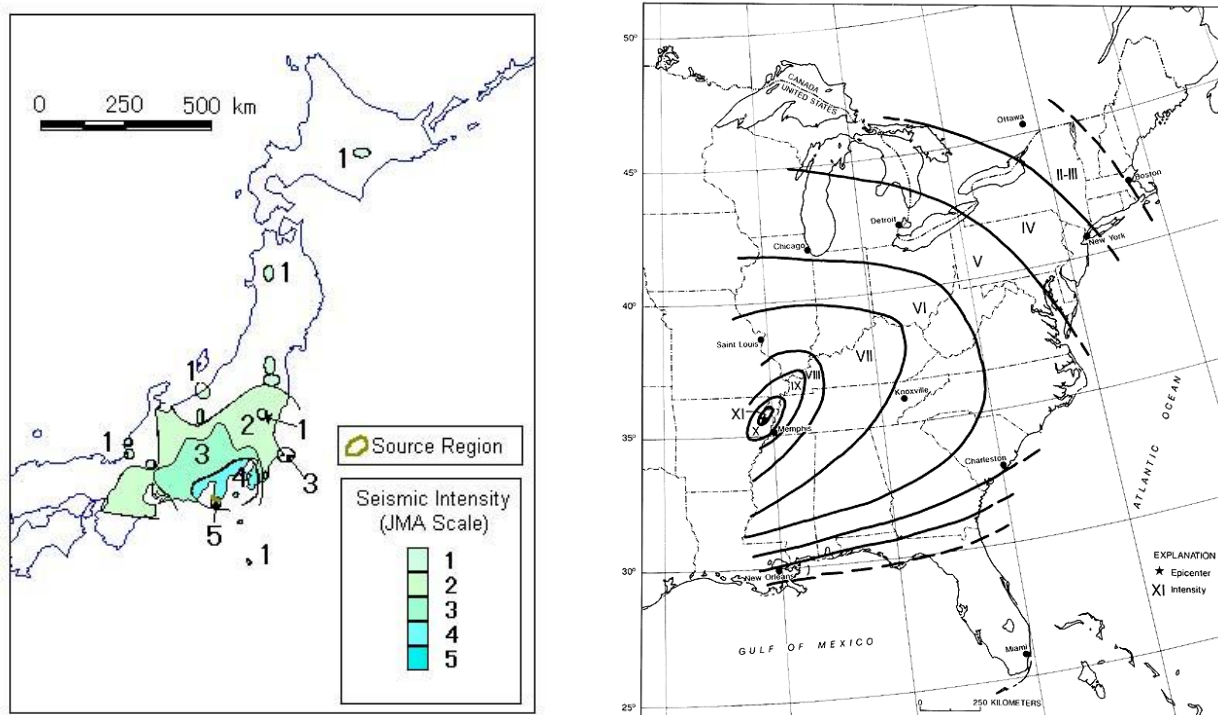 0 250 500 km
1
1
1
2
1
3
1
4
3
5
1
Source Region
Seismic Intensity
(JMA Scale)
1
2
3
4
5
50°
45°
40°
35°
30°
25°
CANADA
UNITED STATES
Ottawa
II-III
Boston
Detroit
IV
New York
Chicago
V
VI
Saint Louis
VII
VIII
IX
Knoxville
XI
X
Memphis
Charleston
ATLANTIC OCEAN
New Orleans
EXPLANATION
Epicenter
XI Intensity
GULF OF MEXICO
Miami
0 250 KILOMETERS